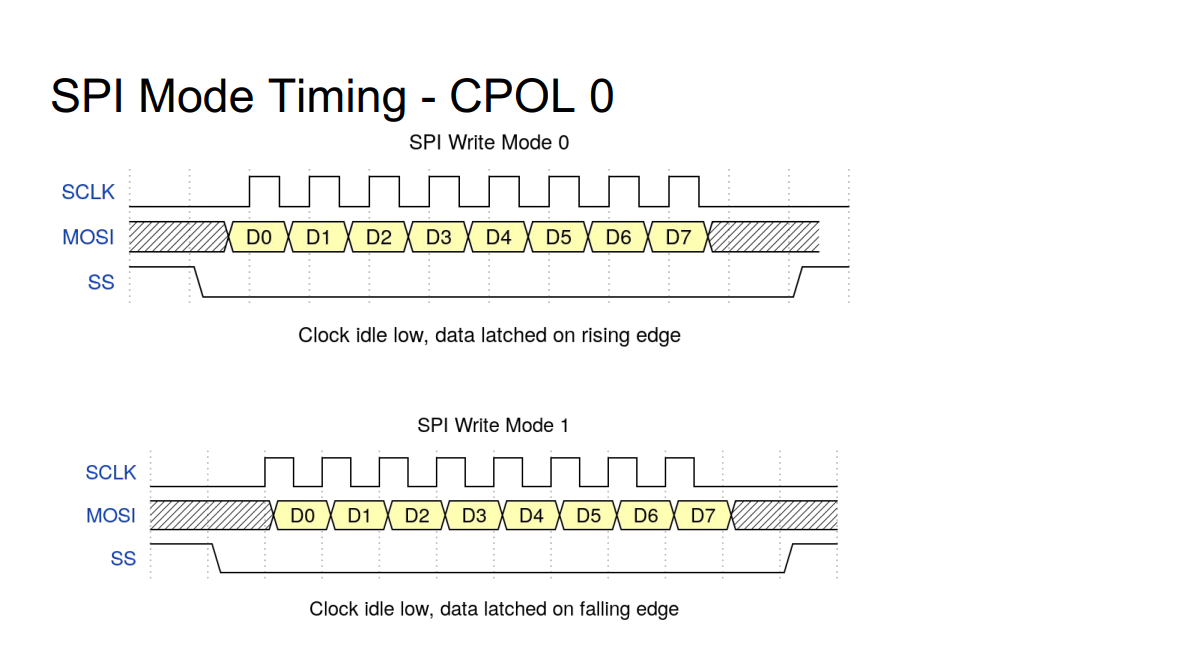 SPI Mode Timing - CPOL 0
SPI Write Mode 0
SCLK
MOSI D0 D1 D2 D3 D4 D5 D6 D7
SS
Clock idle low, data latched on rising edge
SPI Write Mode 1
SCLK
MOSI D0 D1 D2 D3 D4 D5 D6 D7
SS
Clock idle low, data latched on falling edge